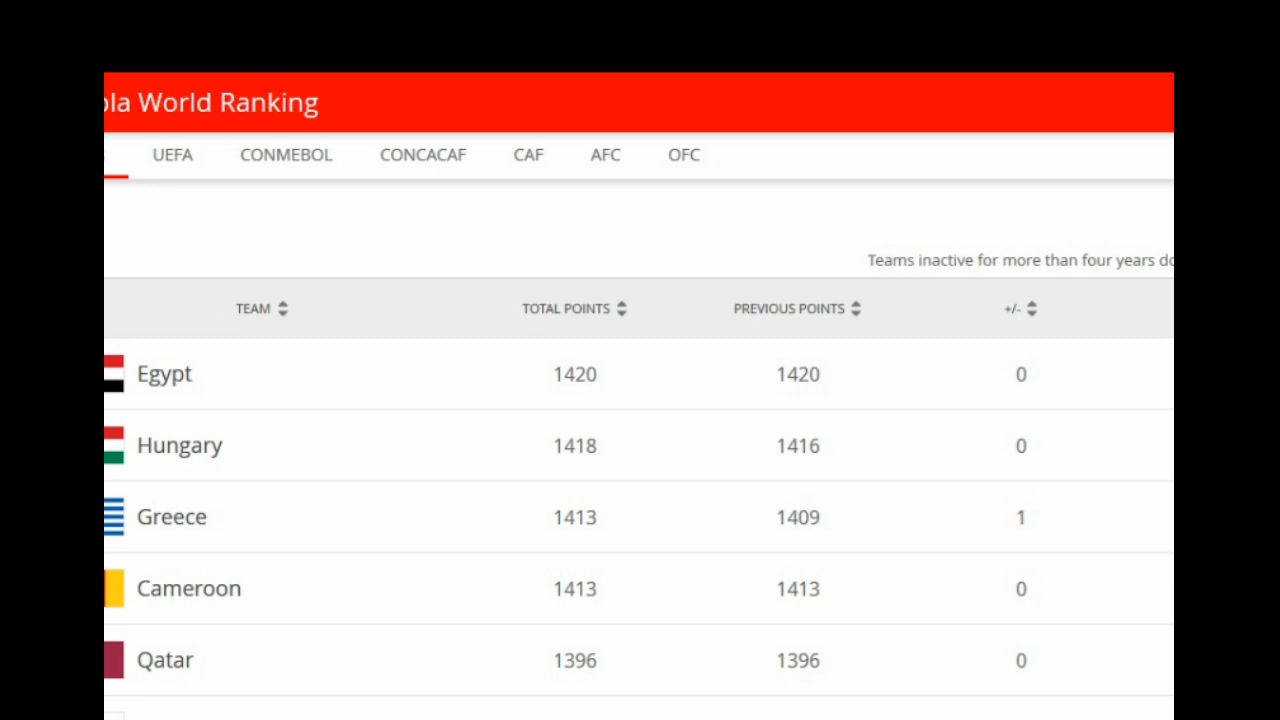 World Ranking
UEFA CONMEBOL CONCACAF CAF AFC OFC
Teams inactive for more than four years
TEAM TOTAL POINTS PREVIOUS POINTS +/-
Egypt 1420 1420 0
Hungary 1418 1416 0
Greece 1413 1409 1
Cameroon 1413 1413 0
Qatar 1396 1396 0